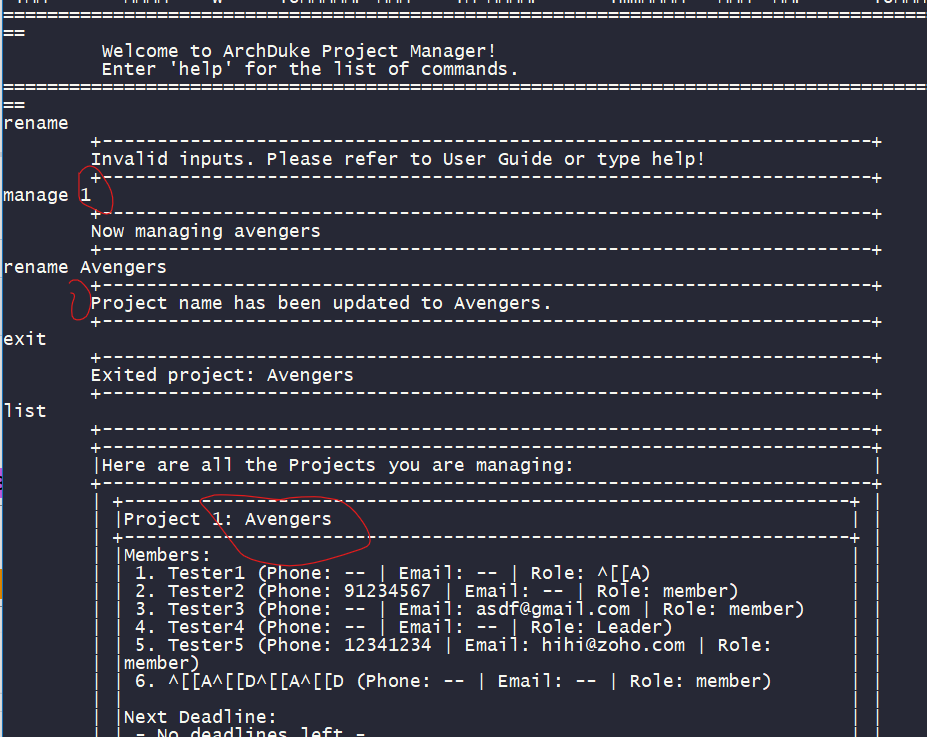 ================================================================================
==
Welcome to ArchDuke Project Manager!
Enter 'help' for the list of commands.
================================================================================
==
rename
+----------------------------------------------------------------------+
Invalid inputs. Please refer to User Guide or type help!
+----------------------------------------------------------------------+
manage 1
+----------------------------------------------------------------------+
Now managing avengers
+----------------------------------------------------------------------+
rename Avengers
+----------------------------------------------------------------------+
Project name has been updated to Avengers.
+----------------------------------------------------------------------+
exit
+----------------------------------------------------------------------+
Exited project: Avengers
+----------------------------------------------------------------------+
list
+----------------------------------------------------------------------+
+----------------------------------------------------------------------+
|Here are all the Projects you are managing: |
+----------------------------------------------------------------------+
| +------------------------------------------------------------------+ |
| |Project 1: Avengers | |
| +------------------------------------------------------------------+ |
| |Members: | |
| | 1. Tester1 (Phone: -- | Email: -- | Role: ^[[A) | |
| | 2. Tester2 (Phone: 91234567 | Email: -- | Role: member) | |
| | 3. Tester3 (Phone: -- | Email: asdf@gmail.com | Role: member) | |
| | 4. Tester4 (Phone: -- | Email: -- | Role: Leader) | |
| | 5. Tester5 (Phone: 12341234 | Email: hihi@zoho.com | Role: | |
| |member) | |
| | 6. ^[[A^[[D^[[A^[[D (Phone: -- | Email: -- | Role: member) | |
| | | |
| |Next Deadline: | |
| | - No deadlines left - | |